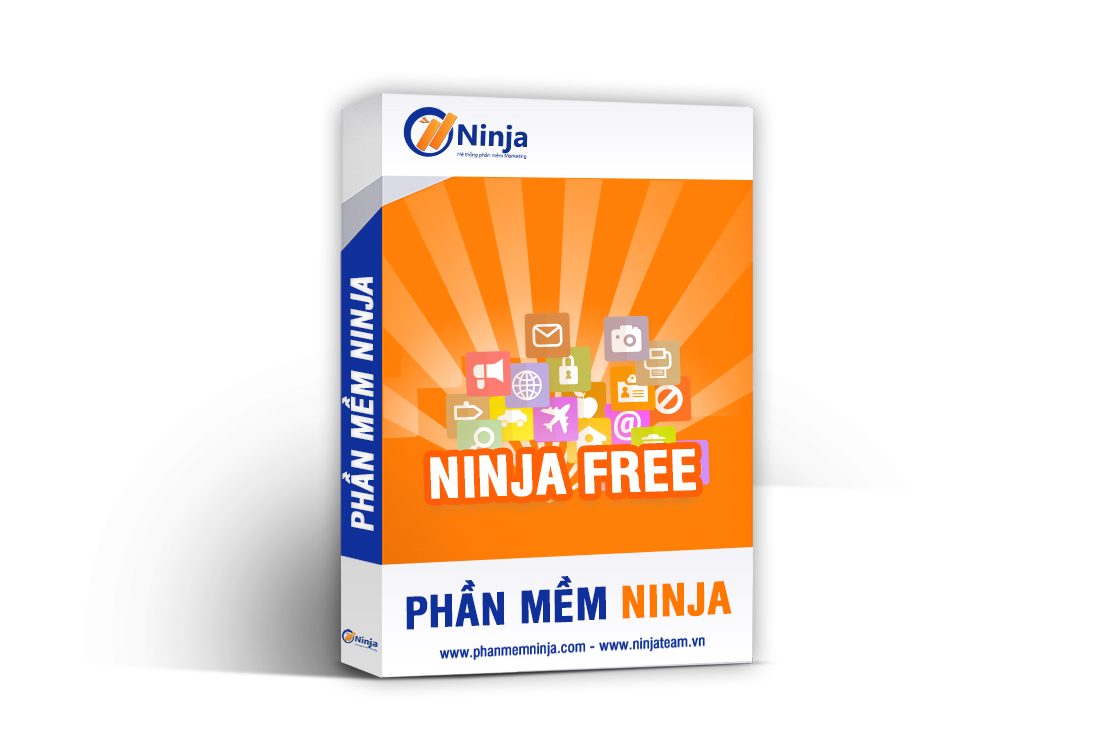 Ninja
Hệ thống phần mềm Marketing
PHẦN MỀM NINJA
@
NINJA FREE
PHẦN MỀM NINJA
www.phanmemninja.com - www.ninjateam.vn
Ninja